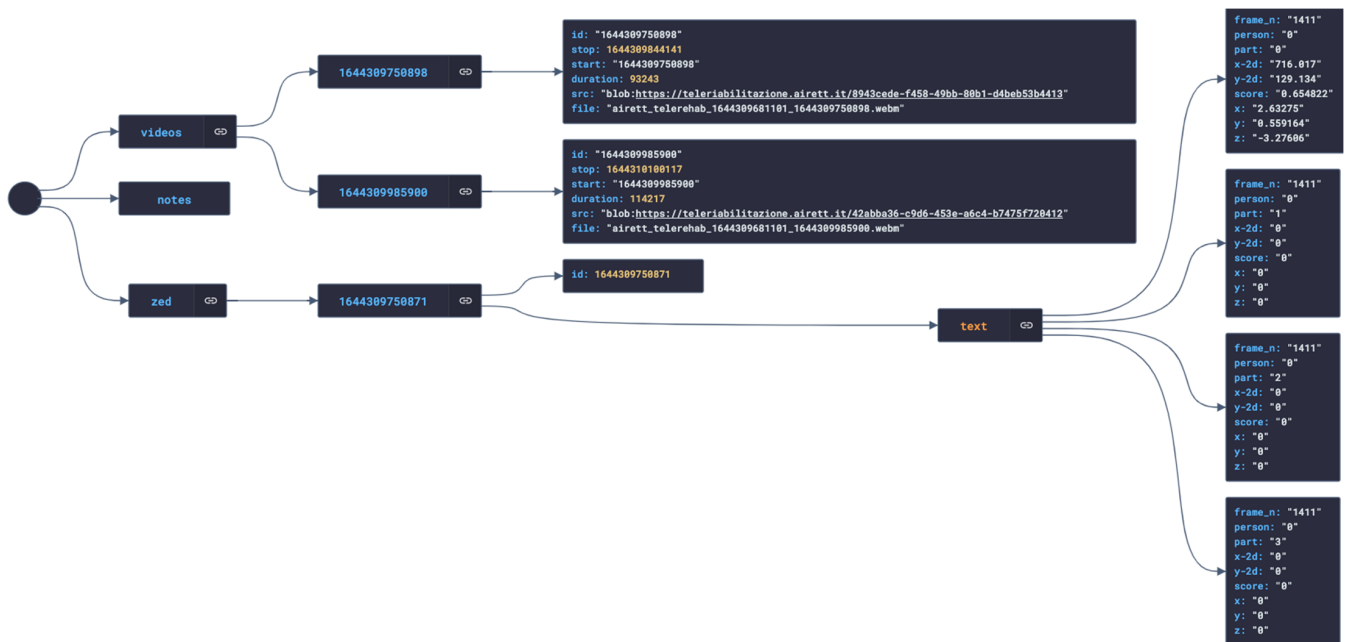 videos
1644309750898
id: "1644309750898"
stop: 1644309844141
start: "1644309750898"
duration: 93243
src: "blob:https://teleriabilitazione.airett.it/8943cede-f458-49bb-80b1-d4beb53b4413"
file: "airett_telerehab_1644309681101_1644309750898.webm"
1644309985900
id: "1644309985900"
stop: 1644310100117
start: "1644309985900"
duration: 114217
src: "blob:https://teleriabilitazione.airett.it/42abba36-c9d6-453e-a6c4-b7475f720412"
file: "airett_telerehab_1644309681101_1644309985900.webm"
notes
zed
1644309750871
id: 1644309750871
text
frame_n: "1411"
person: "0"
part: "0"
x-2d: "716.017"
y-2d: "129.134"
score: "0.654822"
x: "2.63275"
y: "0.559164"
z: "-3.27606"
frame_n: "1411"
person: "0"
part: "1"
x-2d: "0"
y-2d: "0"
score: "0"
x: "0"
y: "0"
z: "0"
frame_n: "1411"
person: "0"
part: "2"
x-2d: "0"
y-2d: "0"
score: "0"
x: "0"
y: "0"
z: "0"
frame_n: "1411"
person: "0"
part: "3"
x-2d: "0"
y-2d: "0"
score: "0"
x: "0"
y: "0"
z: "0"